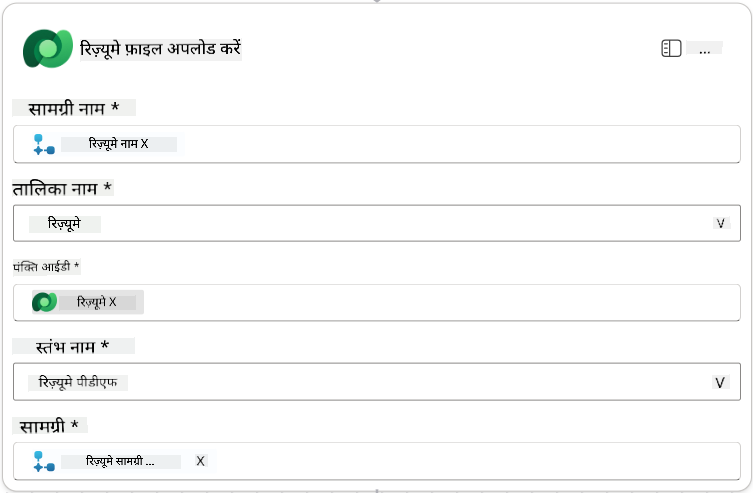 रिज़्यूमे फ़ाइल अपलोड करें ...
सामग्री नाम *
रिज़्यूमे नाम X
तालिका नाम *
रिज़्यूमे V
पंक्ति आईडी *
रिज़्यूमे X
स्तंभ नाम *
रिज़्यूमे पीडीएफ V
सामग्री *
रिज़्यूमे सामग्री ... X